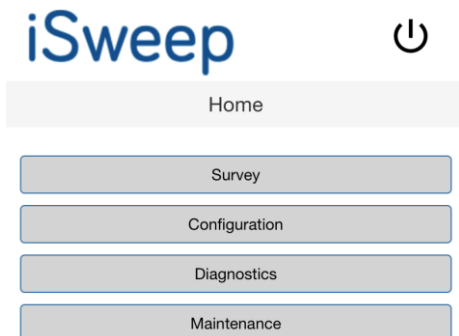 iSweep
Home
Survey
Configuration
Diagnostics
Maintenance